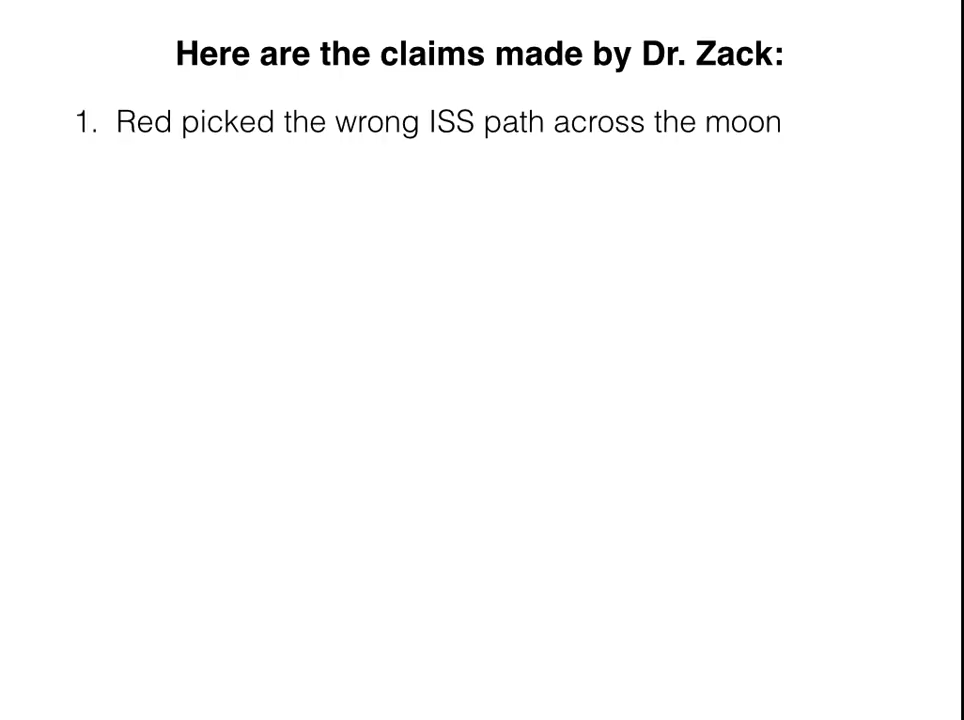 Here are the claims made by Dr. Zack:
1. Red picked the wrong ISS path across the moon